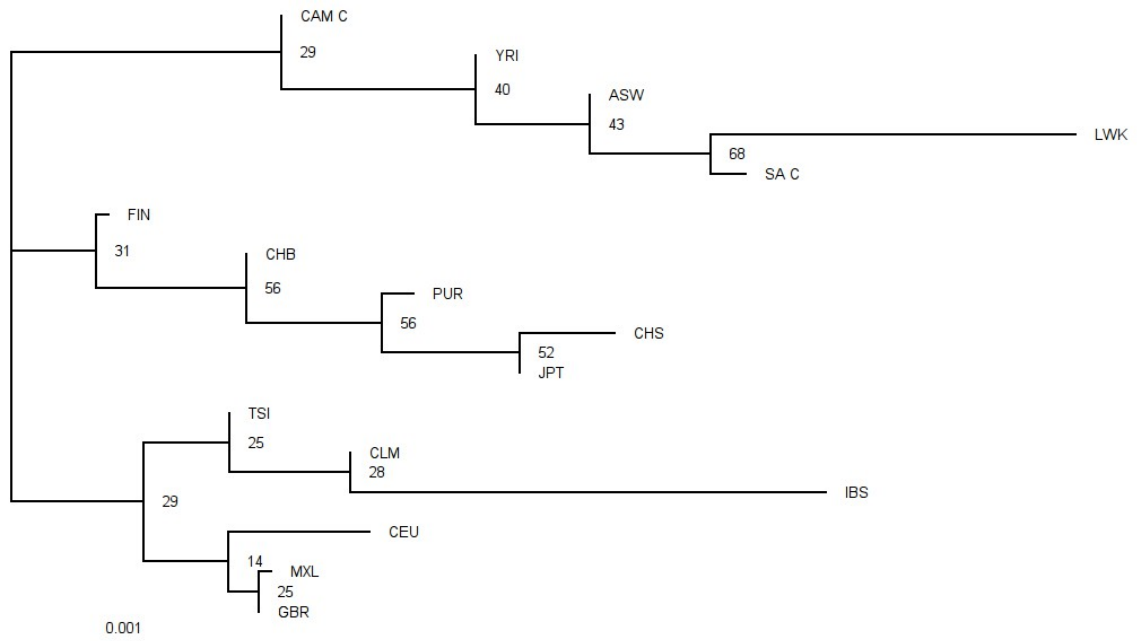 CAM C
29
YRI
40
ASW
43
LWK
68
SA C
FIN
31
CHB
56
PUR
56
CHS
52
JPT
TSI
25
CLM
28
IBS
29
CEU
14
MXL
25
GBR
0.001